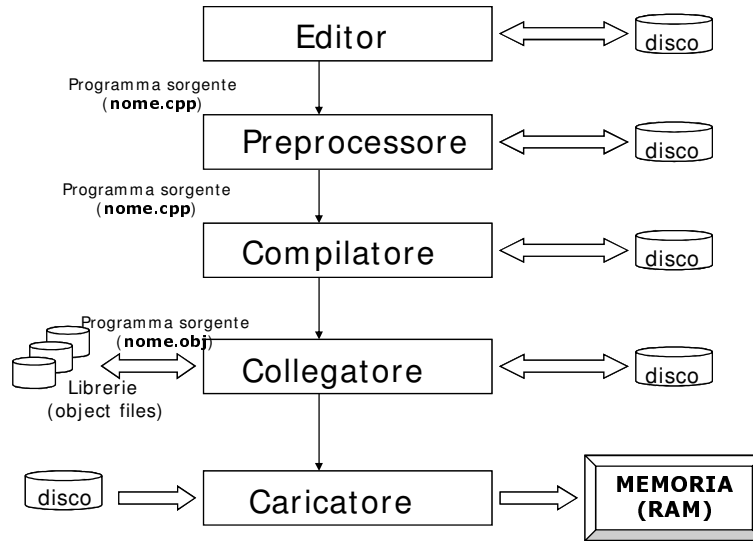 Editor
disco
Programma sorgente
(nome.cpp)
Preprocessore
disco
Programma sorgente
(nome.cpp)
Compilatore
disco
Programma sorgente
(nome.obj)
Librerie
(object files)
Collegatore
disco
disco
Caricatore
MEMORIA
(RAM)